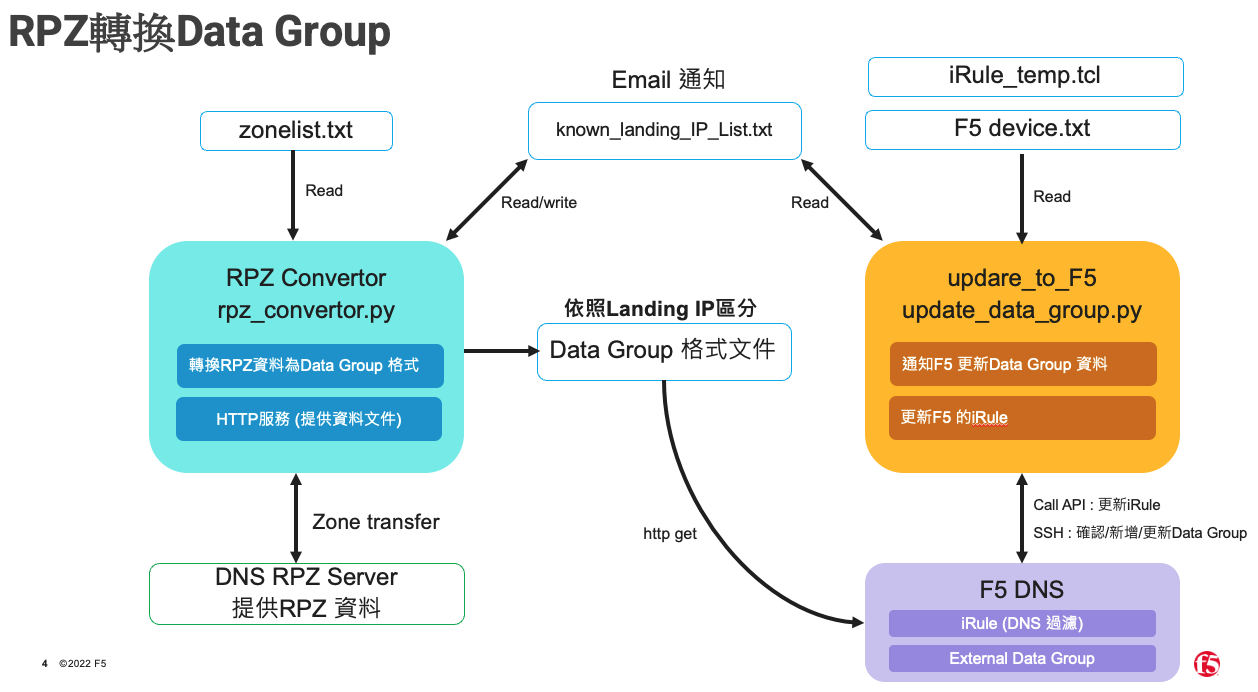 RPZ轉換Data Group
Email 通知
iRule_temp.tcl
zonelist.txt
known_landing_IP_List.txt
F5 device.txt
Read
Read/write
Read
Read
RPZ Convertor
rpz_convertor.py
轉換RPZ資料為Data Group 格式
HTTP服務 (提供資料文件)
依照Landing IP區分
Data Group 格式文件
updare_to_F5
update_data_group.py
通知F5 更新Data Group 資料
更新F5 的iRule
Zone transfer
http get
Call API : 更新iRule
SSH : 確認/新增/更新Data Group
DNS RPZ Server
提供RPZ 資料
F5 DNS
iRule (DNS 過濾)
External Data Group
4 ©2022 F5
f5